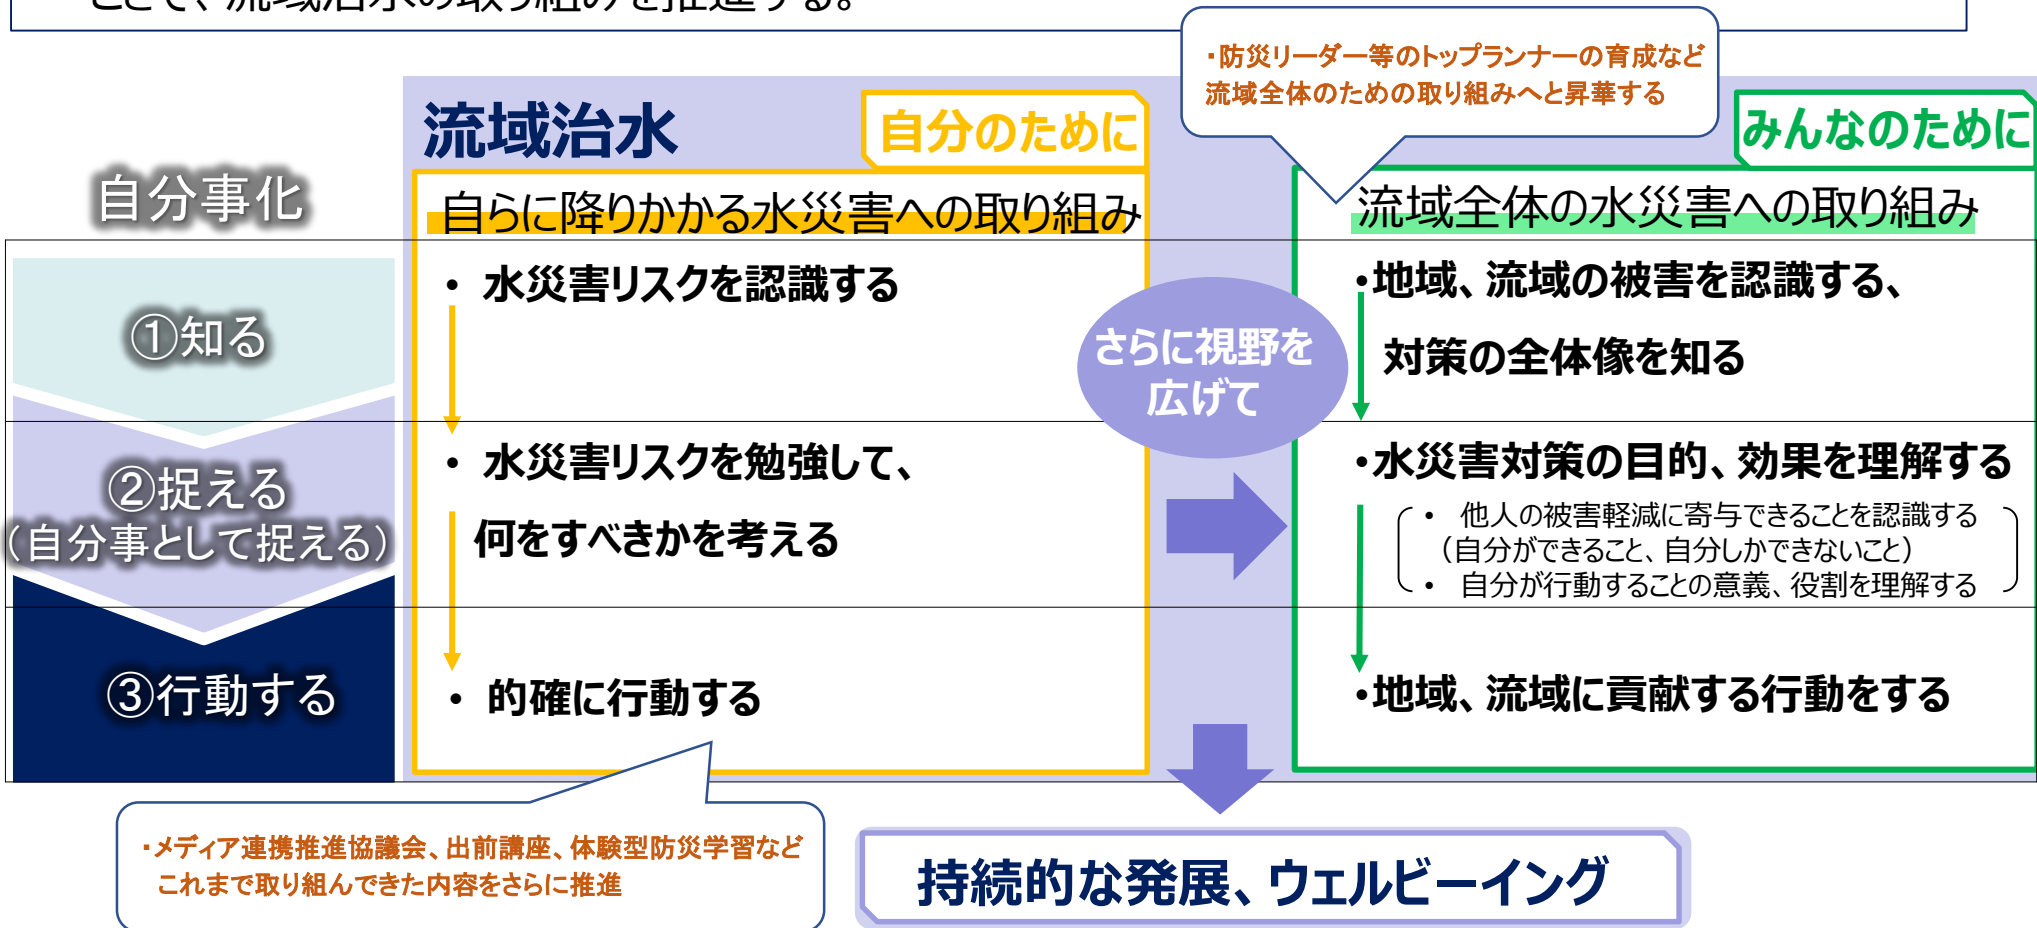 ことで、流域治水の取り組みを推進する。
・防災リーダー等のトップランナーの育成など
流域全体のための取り組みへと昇華する
流域治水
自分のために
みんなのために
自分事化
自らに降りかかる水災害への取り組み
流域全体の水災害への取り組み
①知る
・ 水災害リスクを認識する
さらに視野を
広げて
・地域、流域の被害を認識する、
対策の全体像を知る
②捉える
（自分事として捉える）
・ 水災害リスクを勉強して、
何をすべきかを考える
・水災害対策の目的、効果を理解する
・ 他人の被害軽減に寄与できることを認識する
（自分ができること、自分しかできないこと）
・ 自分が行動することの意義、役割を理解する
③行動する
・ 的確に行動する
・地域、流域に貢献する行動をする
・メディア連携推進協議会、出前講座、体験型防災学習など
これまで取り組んできた内容をさらに推進
持続的な発展、ウェルビーイング